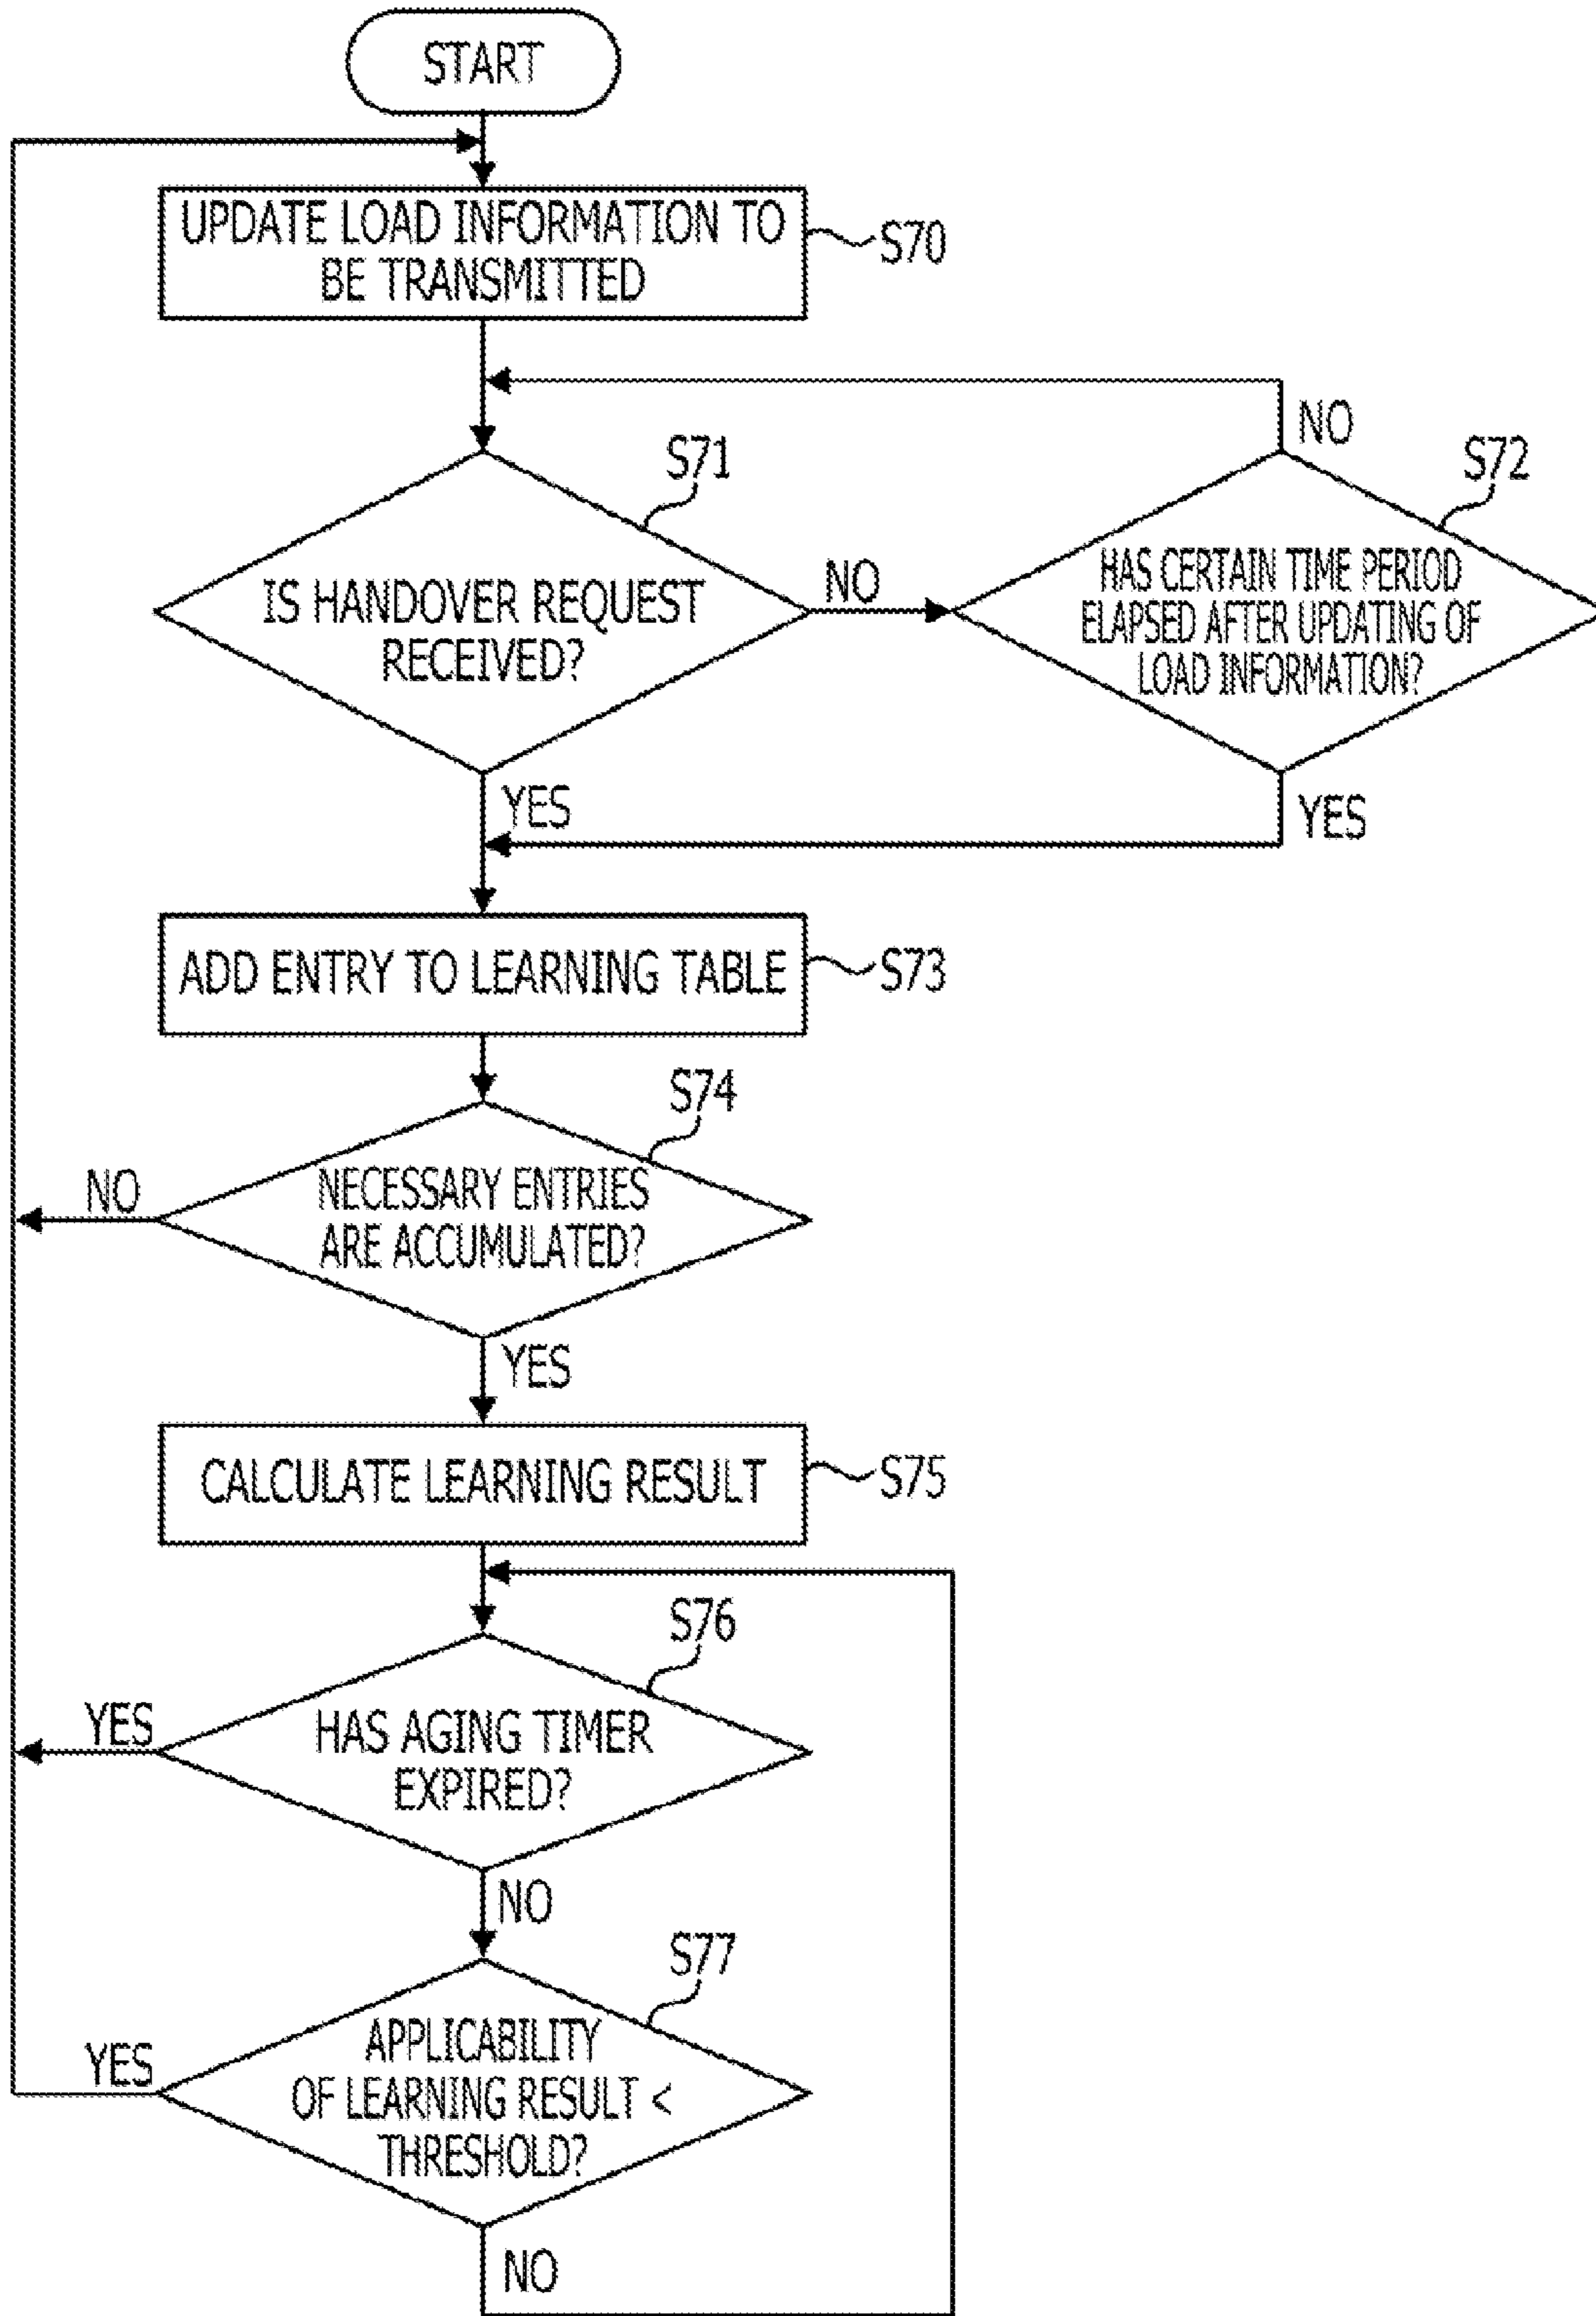 START
UPDATE LOAD INFORMATION TO
BE TRANSMITTED
S70
NO
S71
S72
IS HANDOVER REQUEST
RECEIVED?
NO
HAS CERTAIN TIME PERIOD
ELAPSED AFTER UPDATING OF
LOAD INFORMATION?
YES
YES
ADD ENTRY TO LEARNING TABLE
S73
S74
NO
NECESSARY ENTRIES
ARE ACCUMULATED?
YES
CALCULATE LEARNING RESULT
S75
S76
YES
HAS AGING TIMER
EXPIRED?
NO
S77
YES
APPLICABILITY
OF LEARNING RESULT <
THRESHOLD?
NO